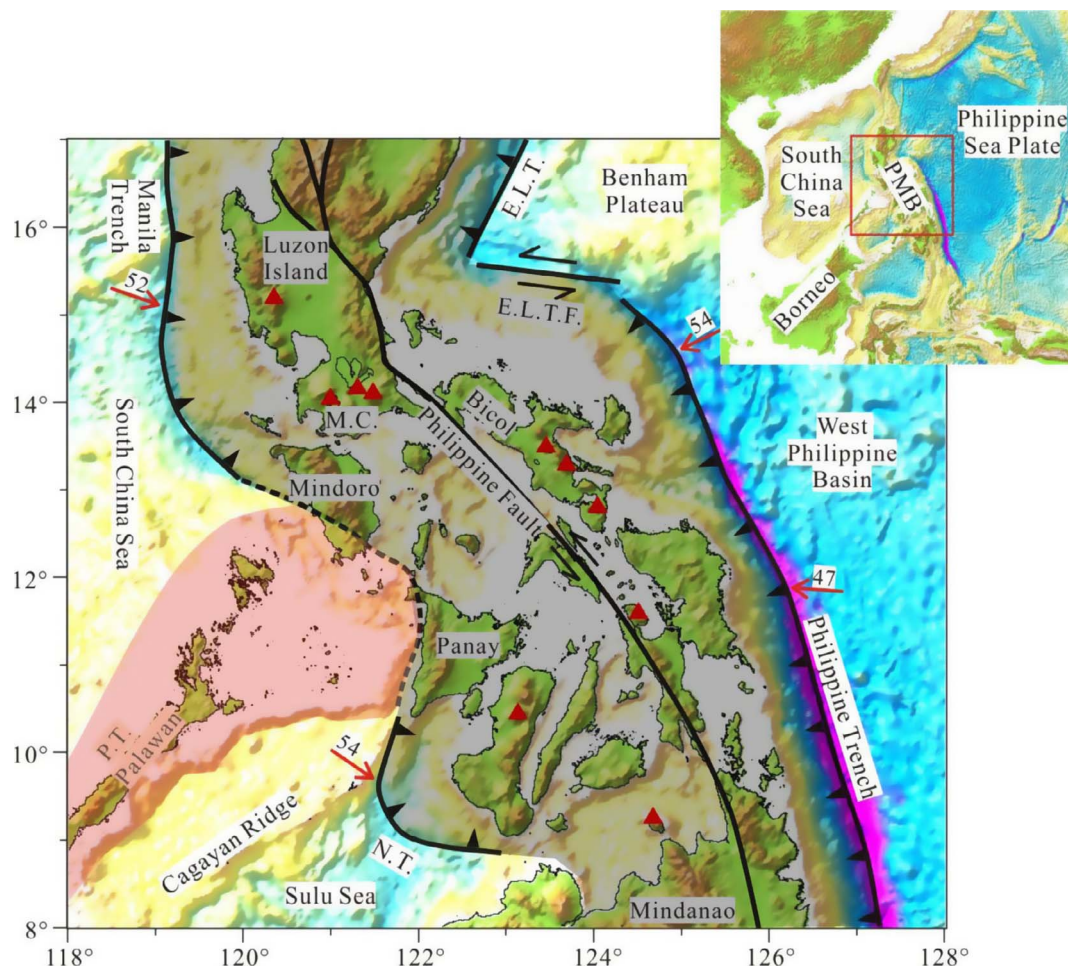 Philippine
Sea Plate
South
China
Sea
PMB
Borneo
Manila
Trench
E.L.T.
Benham
Plateau
16°
Luzon
Island
52
E.L.T.F.
54
14°
M.C.
Bicol
South China Sea
Philippine Fault
West
Philippine
Basin
Mindoro
12°
47
Panay
Philippine Trench
P.T.
Palawan
10°
54
Cagayan Ridge
N.T.
Sulu Sea
Mindanao
8°
118°
120°
122°
124°
126°
128°